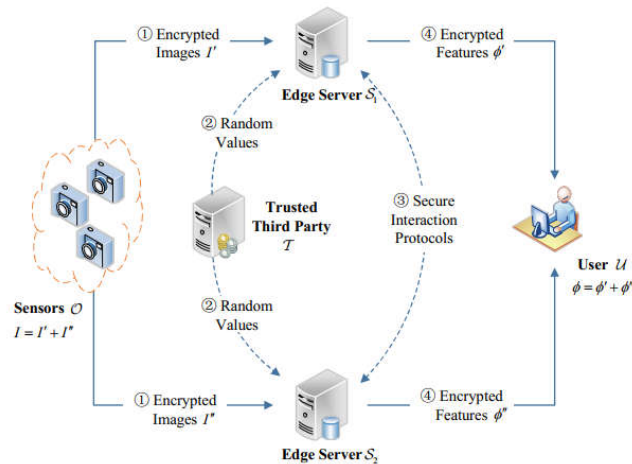 ① Encrypted
Images I′
④ Encrypted
Features ϕ′
Edge Server S₁
② Random
Values
Trusted
Third Party
T
③ Secure
Interaction
Protocols
Sensors O
I = I′ + I″
User U
ϕ = ϕ′ + ϕ″
② Random
Values
① Encrypted
Images I″
④ Encrypted
Features ϕ″
Edge Server S₂